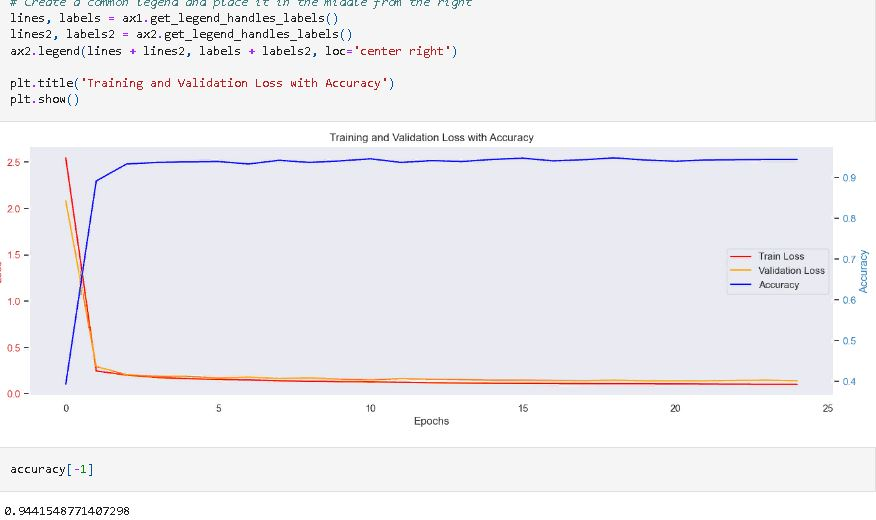 # Create a common legend and place it in the middle from the right
lines, labels = ax1.get_legend_handles_labels()
lines2, labels2 = ax2.get_legend_handles_labels()
ax2.legend(lines + lines2, labels + labels2, loc='center right')
plt.title('Training and Validation Loss with Accuracy')
plt.show()
Training and Validation Loss with Accuracy
2.5
2.0
1.5
1.0
0.5
0.0
0.9
0.8
0.7
0.6
0.5
0.4
Accuracy
Train Loss
Validation Loss
Accuracy
0 5 10 15 20 25
Epochs
accuracy[-1]
0.9441548771407298